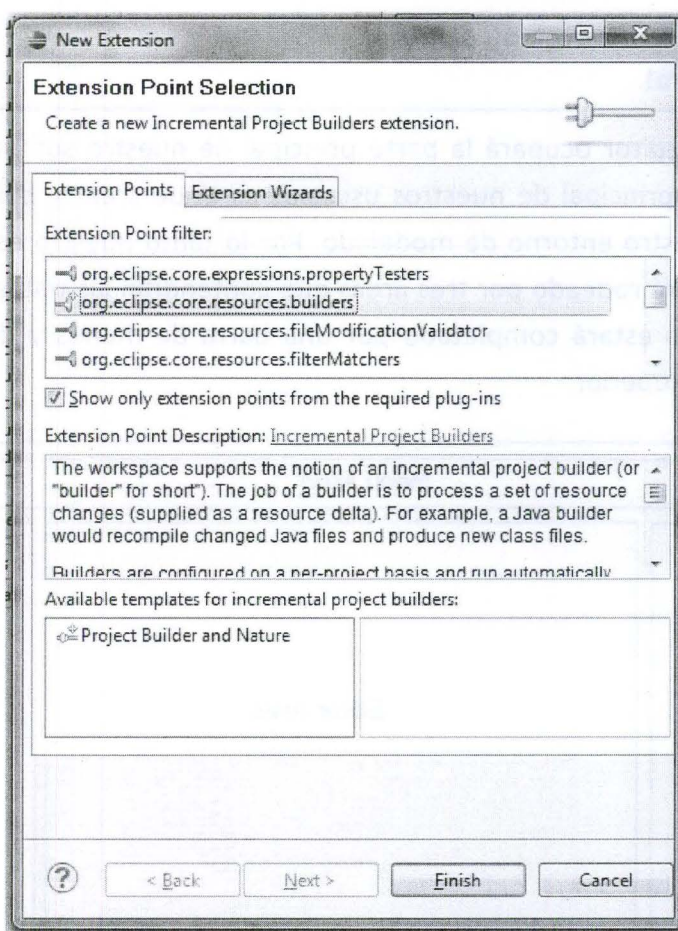 New Extension
Extension Point Selection
Create a new Incremental Project Builders extension.
Extension Points
Extension Wizards
Extension Point filter:
org.eclipse.core.expressions.propertyTesters
org.eclipse.core.resources.builders
org.eclipse.core.resources.fileModificationValidator
org.eclipse.core.resources.filterMatchers
Show only extension points from the required plug-ins
Extension Point Description: Incremental Project Builders
The workspace supports the notion of an incremental project builder (or
"builder" for short"). The job of a builder is to process a set of resource
changes (supplied as a resource delta). For example, a Java builder
would recompile changed Java files and produce new class files.
Builders are configured on a per-project basis and run automatically
Available templates for incremental project builders:
Project Builder and Nature
?
< Back
Next >
Finish
Cancel